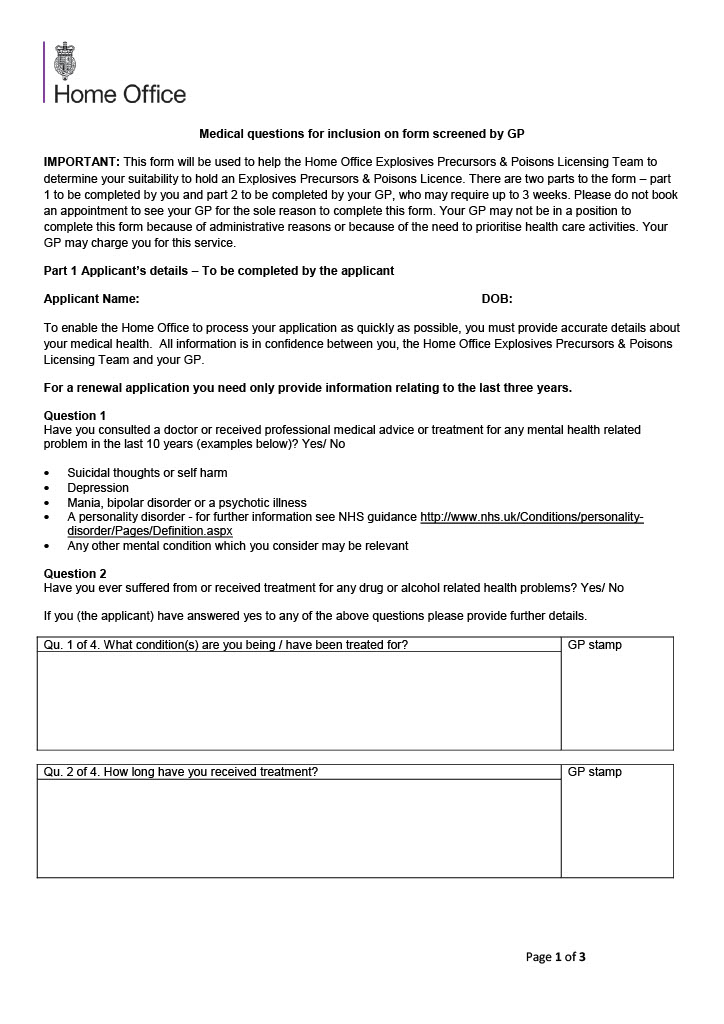 Home Office
Medical questions for inclusion on form screened by GP
IMPORTANT: This form will be used to help the Home Office Explosives Precursors & Poisons Licensing Team to
determine your suitability to hold an Explosives Precursors & Poisons Licence. There are two parts to the form – part
1 to be completed by you and part 2 to be completed by your GP, who may require up to 3 weeks. Please do not book
an appointment to see your GP for the sole reason to complete this form. Your GP may not be in a position to
complete this form because of administrative reasons or because of the need to prioritise health care activities. Your
GP may charge you for this service.
Part 1 Applicant's details – To be completed by the applicant
Applicant Name: DOB:
To enable the Home Office to process your application as quickly as possible, you must provide accurate details about
your medical health. All information is in confidence between you, the Home Office Explosives Precursors & Poisons
Licensing Team and your GP.
For a renewal application you need only provide information relating to the last three years.
Question 1
Have you consulted a doctor or received professional medical advice or treatment for any mental health related
problem in the last 10 years (examples below)? Yes/ No
• Suicidal thoughts or self harm
• Depression
• Mania, bipolar disorder or a psychotic illness
• A personality disorder - for further information see NHS guidance http://www.nhs.uk/Conditions/personality-
disorder/Pages/Definition.aspx
• Any other mental condition which you consider may be relevant
Question 2
Have you ever suffered from or received treatment for any drug or alcohol related health problems? Yes/ No
If you (the applicant) have answered yes to any of the above questions please provide further details.
Qu. 1 of 4. What condition(s) are you being / have been treated for? GP stamp
Qu. 2 of 4. How long have you received treatment? GP stamp
Page 1 of 3